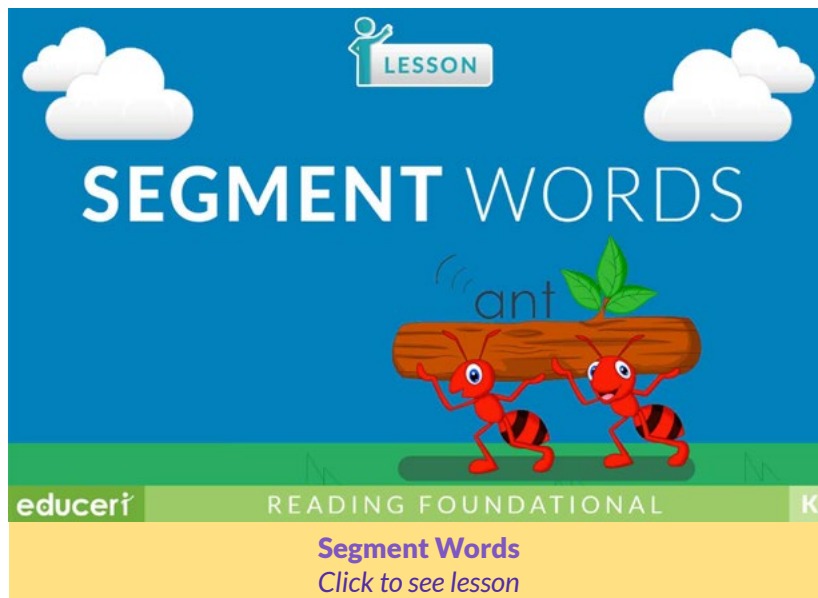 LESSON
SEGMENT WORDS
ant
educeri READING FOUNDATIONAL K
Segment Words
Click to see lesson